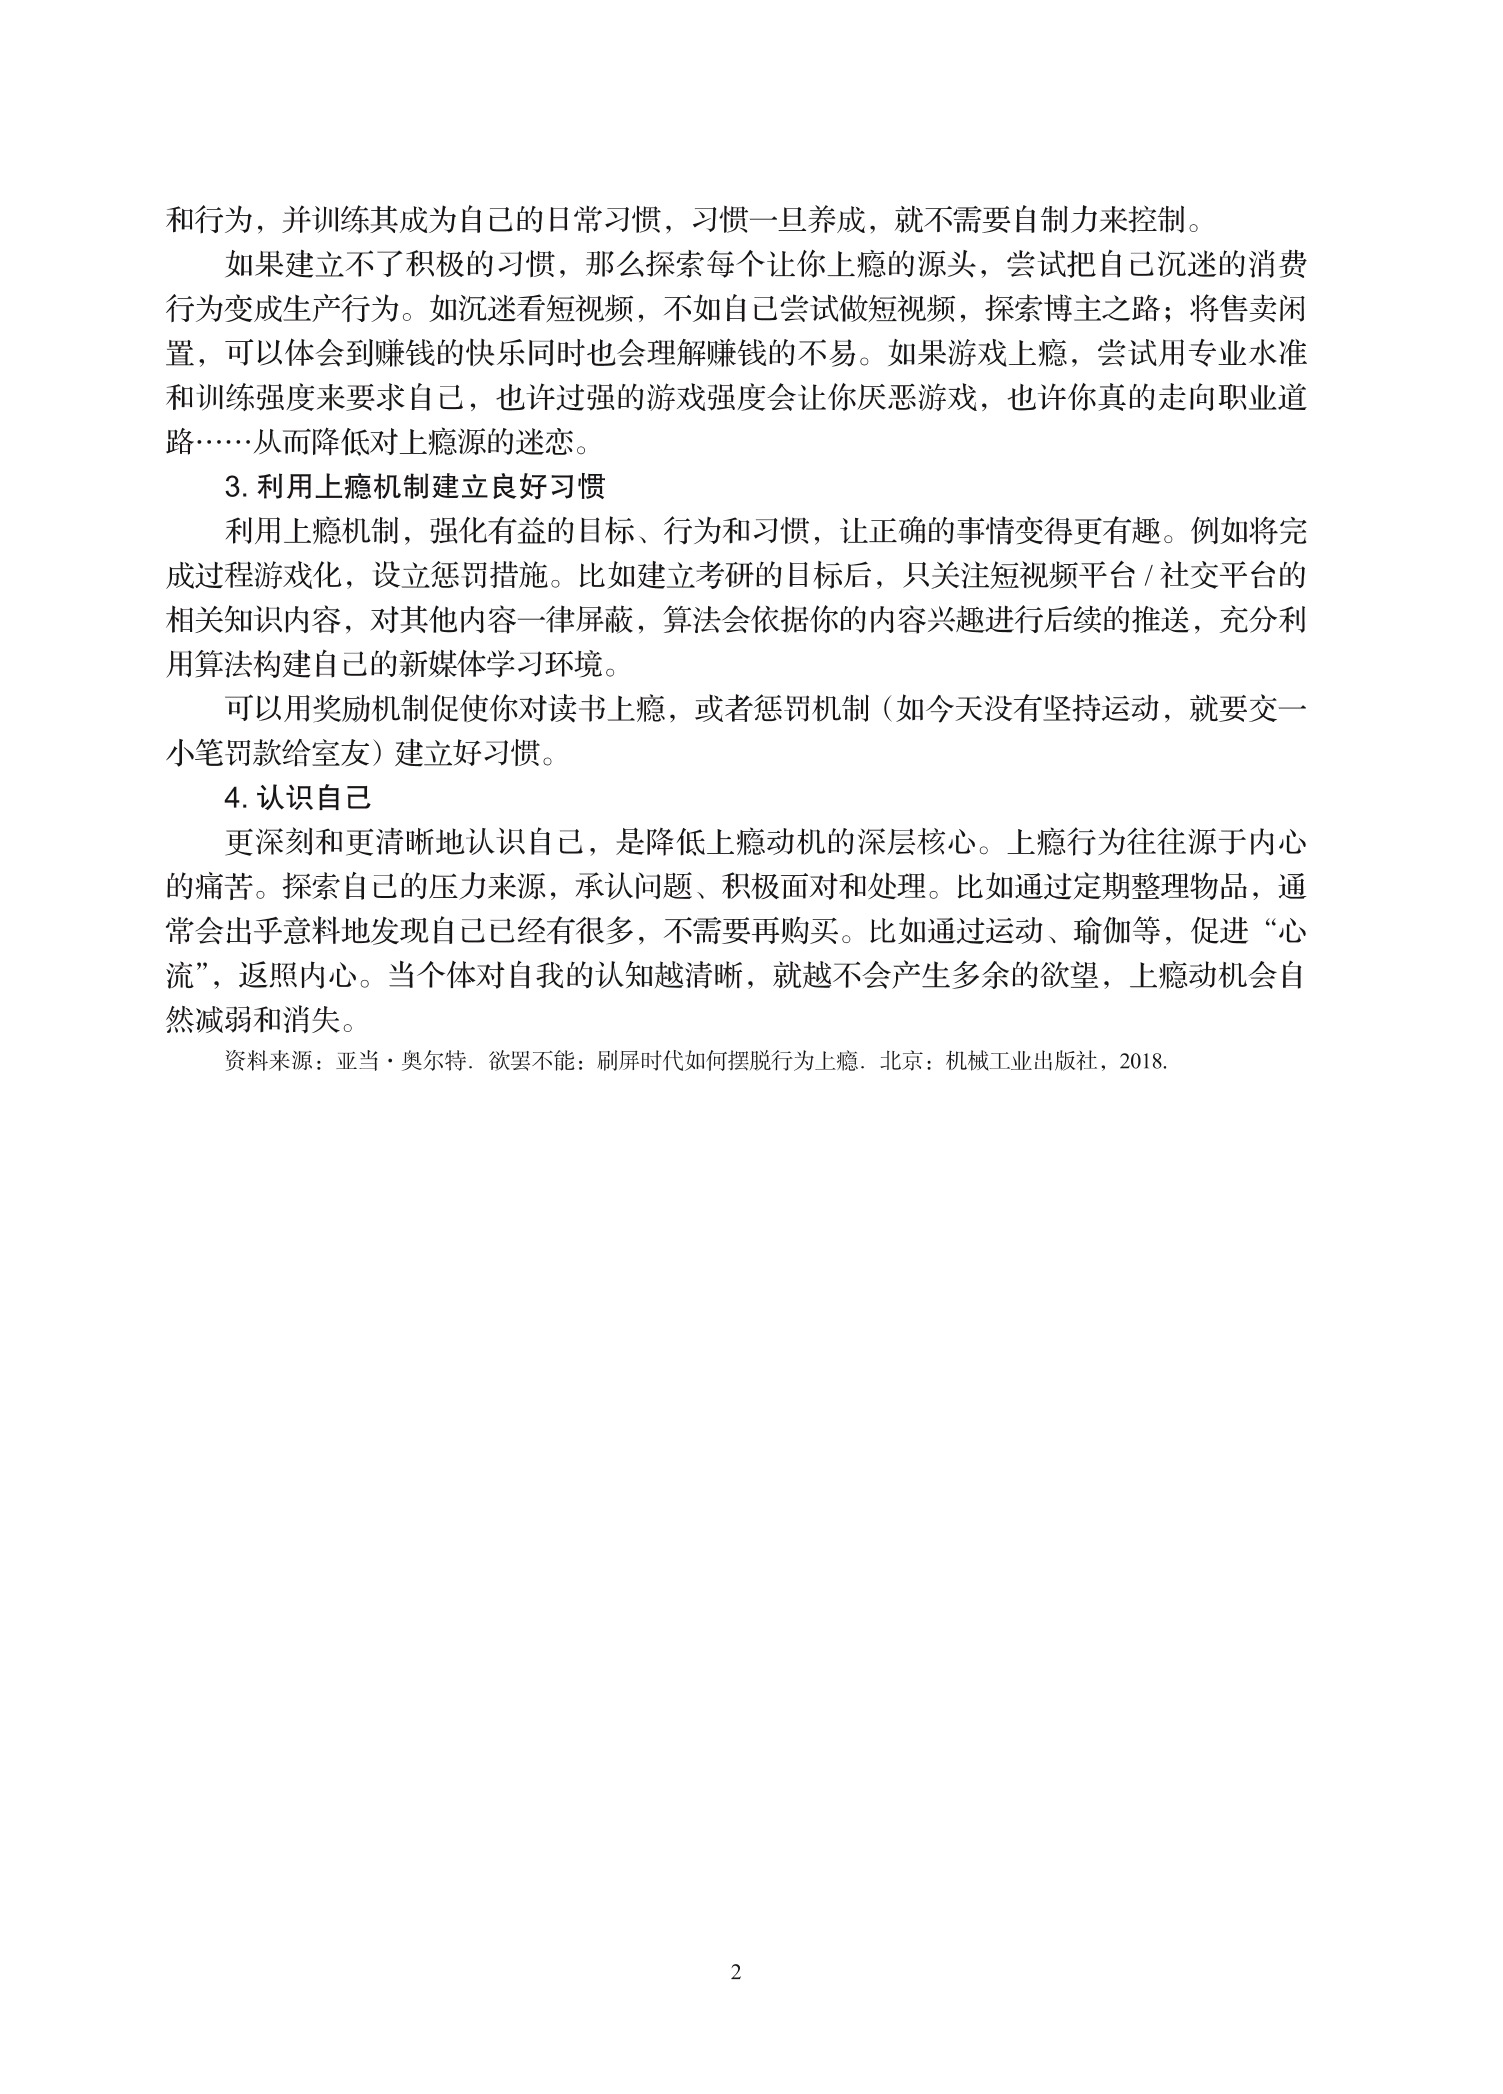 和行为，并训练其成为自己的日常习惯，习惯一旦养成，就不需要自制力来控制。
如果建立不了积极的习惯，那么探索每个让你上瘾的源头，尝试把自己沉迷的消费
行为变成生产行为。如沉迷看短视频，不如自己尝试做短视频，探索博主之路；将售卖闲
置，可以体会到赚钱的快乐同时也会理解赚钱的不易。如果游戏上瘾，尝试用专业水准
和训练强度来要求自己，也许过强的游戏强度会让你厌恶游戏，也许你真的走向职业道
路……从而降低对上瘾源的迷恋。
3. 利用上瘾机制建立良好习惯
利用上瘾机制，强化有益的目标、行为和习惯，让正确的事情变得更有趣。例如将完
成过程游戏化，设立惩罚措施。比如建立考研的目标后，只关注短视频平台 / 社交平台的
相关知识内容，对其他内容一律屏蔽，算法会依据你的内容兴趣进行后续的推送，充分利
用算法构建自己的新媒体学习环境。
可以用奖励机制促使你对读书上瘾，或者惩罚机制（如今天没有坚持运动，就要交一
小笔罚款给室友）建立好习惯。
4. 认识自己
更深刻和更清晰地认识自己，是降低上瘾动机的深层核心。上瘾行为往往源于内心
的痛苦。探索自己的压力来源，承认问题、积极面对和处理。比如通过定期整理物品，通
常会出乎意料地发现自己已经有很多，不需要再购买。比如通过运动、瑜伽等，促进“心
流”，返照内心。当个体对自我的认知越清晰，就越不会产生多余的欲望，上瘾动机会自
然减弱和消失。
资料来源：亚当·奥尔特. 欲罢不能：刷屏时代如何摆脱行为上瘾. 北京：机械工业出版社，2018.
2